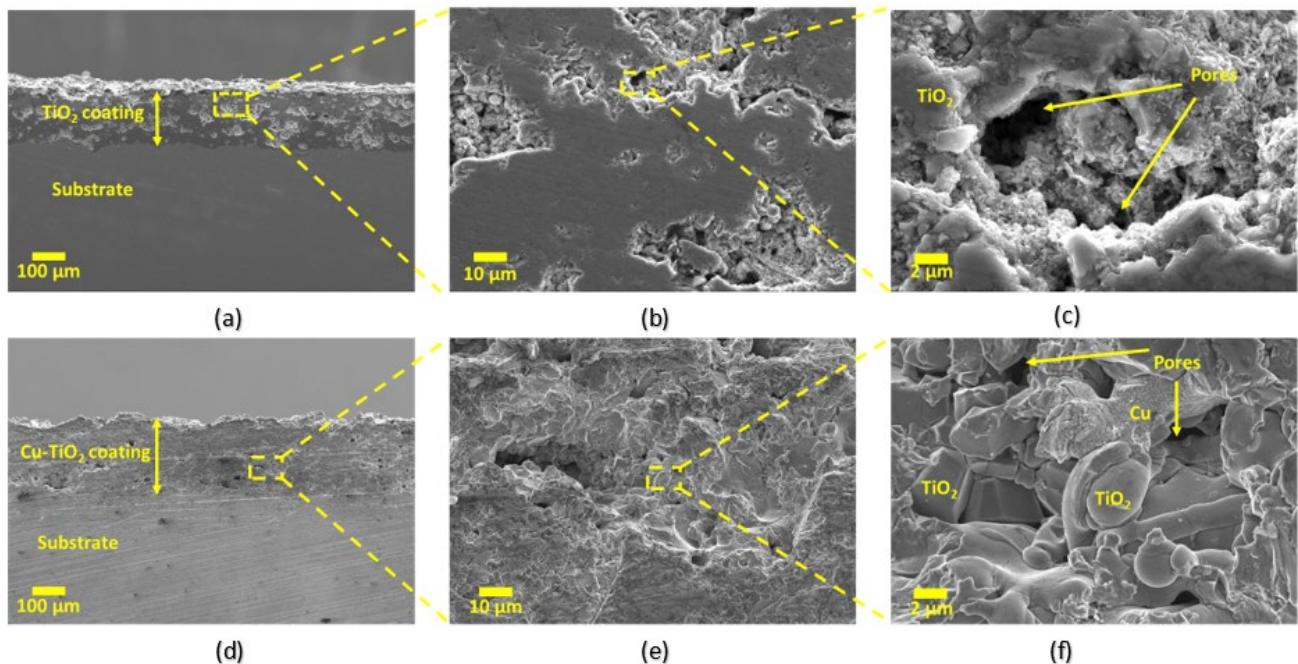 TiO₂ coating
Substrate
100 µm
(a)
10 µm
(b)
Pores
TiO₂
2 µm
(c)
Cu-TiO₂ coating
Substrate
100 µm
(d)
10 µm
(e)
Pores
Cu
TiO₂
TiO₂
2 µm
(f)